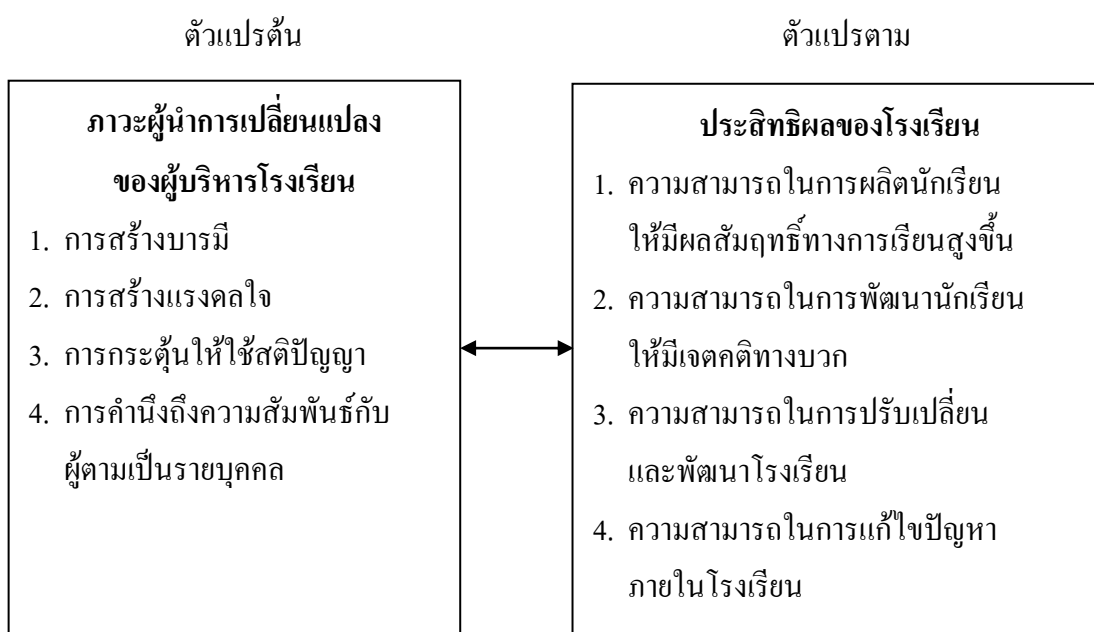 ตัวแปรต้น
ภาวะผู้นำการเปลี่ยนแปลง
ของผู้บริหารโรงเรียน
1. การสร้างบารมี
2. การสร้างแรงดลใจ
3. การกระตุ้นให้ใช้สติปัญญา
4. การคำนึงถึงความสัมพันธ์กับ
ผู้ตามเป็นรายบุคคล
ตัวแปรตาม
ประสิทธิผลของโรงเรียน
1. ความสามารถในการผลิตนักเรียน
ให้มีผลสัมฤทธิ์ทางการเรียนสูงขึ้น
2. ความสามารถในการพัฒนานักเรียน
ให้มีเจตคติทางบวก
3. ความสามารถในการปรับเปลี่ยน
และพัฒนาโรงเรียน
4. ความสามารถในการแก้ไขปัญหา
ภายในโรงเรียน